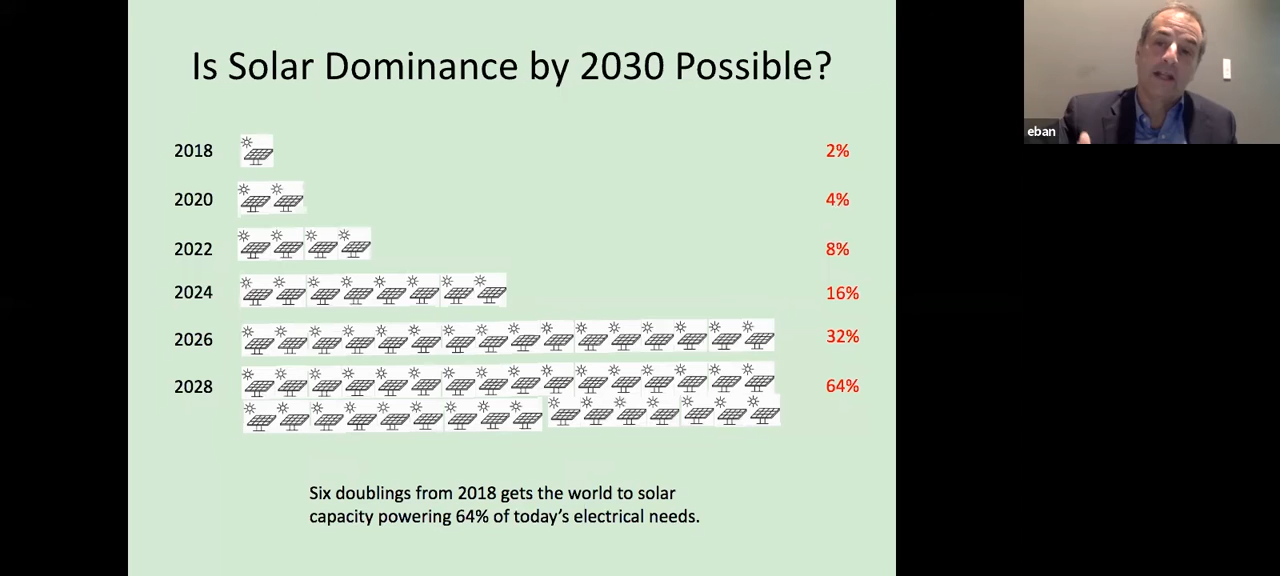 Is Solar Dominance by 2030 Possible?
eban
2018 2%
2020 4%
2022 8%
2024 16%
2026 32%
2028 64%
Six doublings from 2018 gets the world to solar
capacity powering 64% of today's electrical needs.